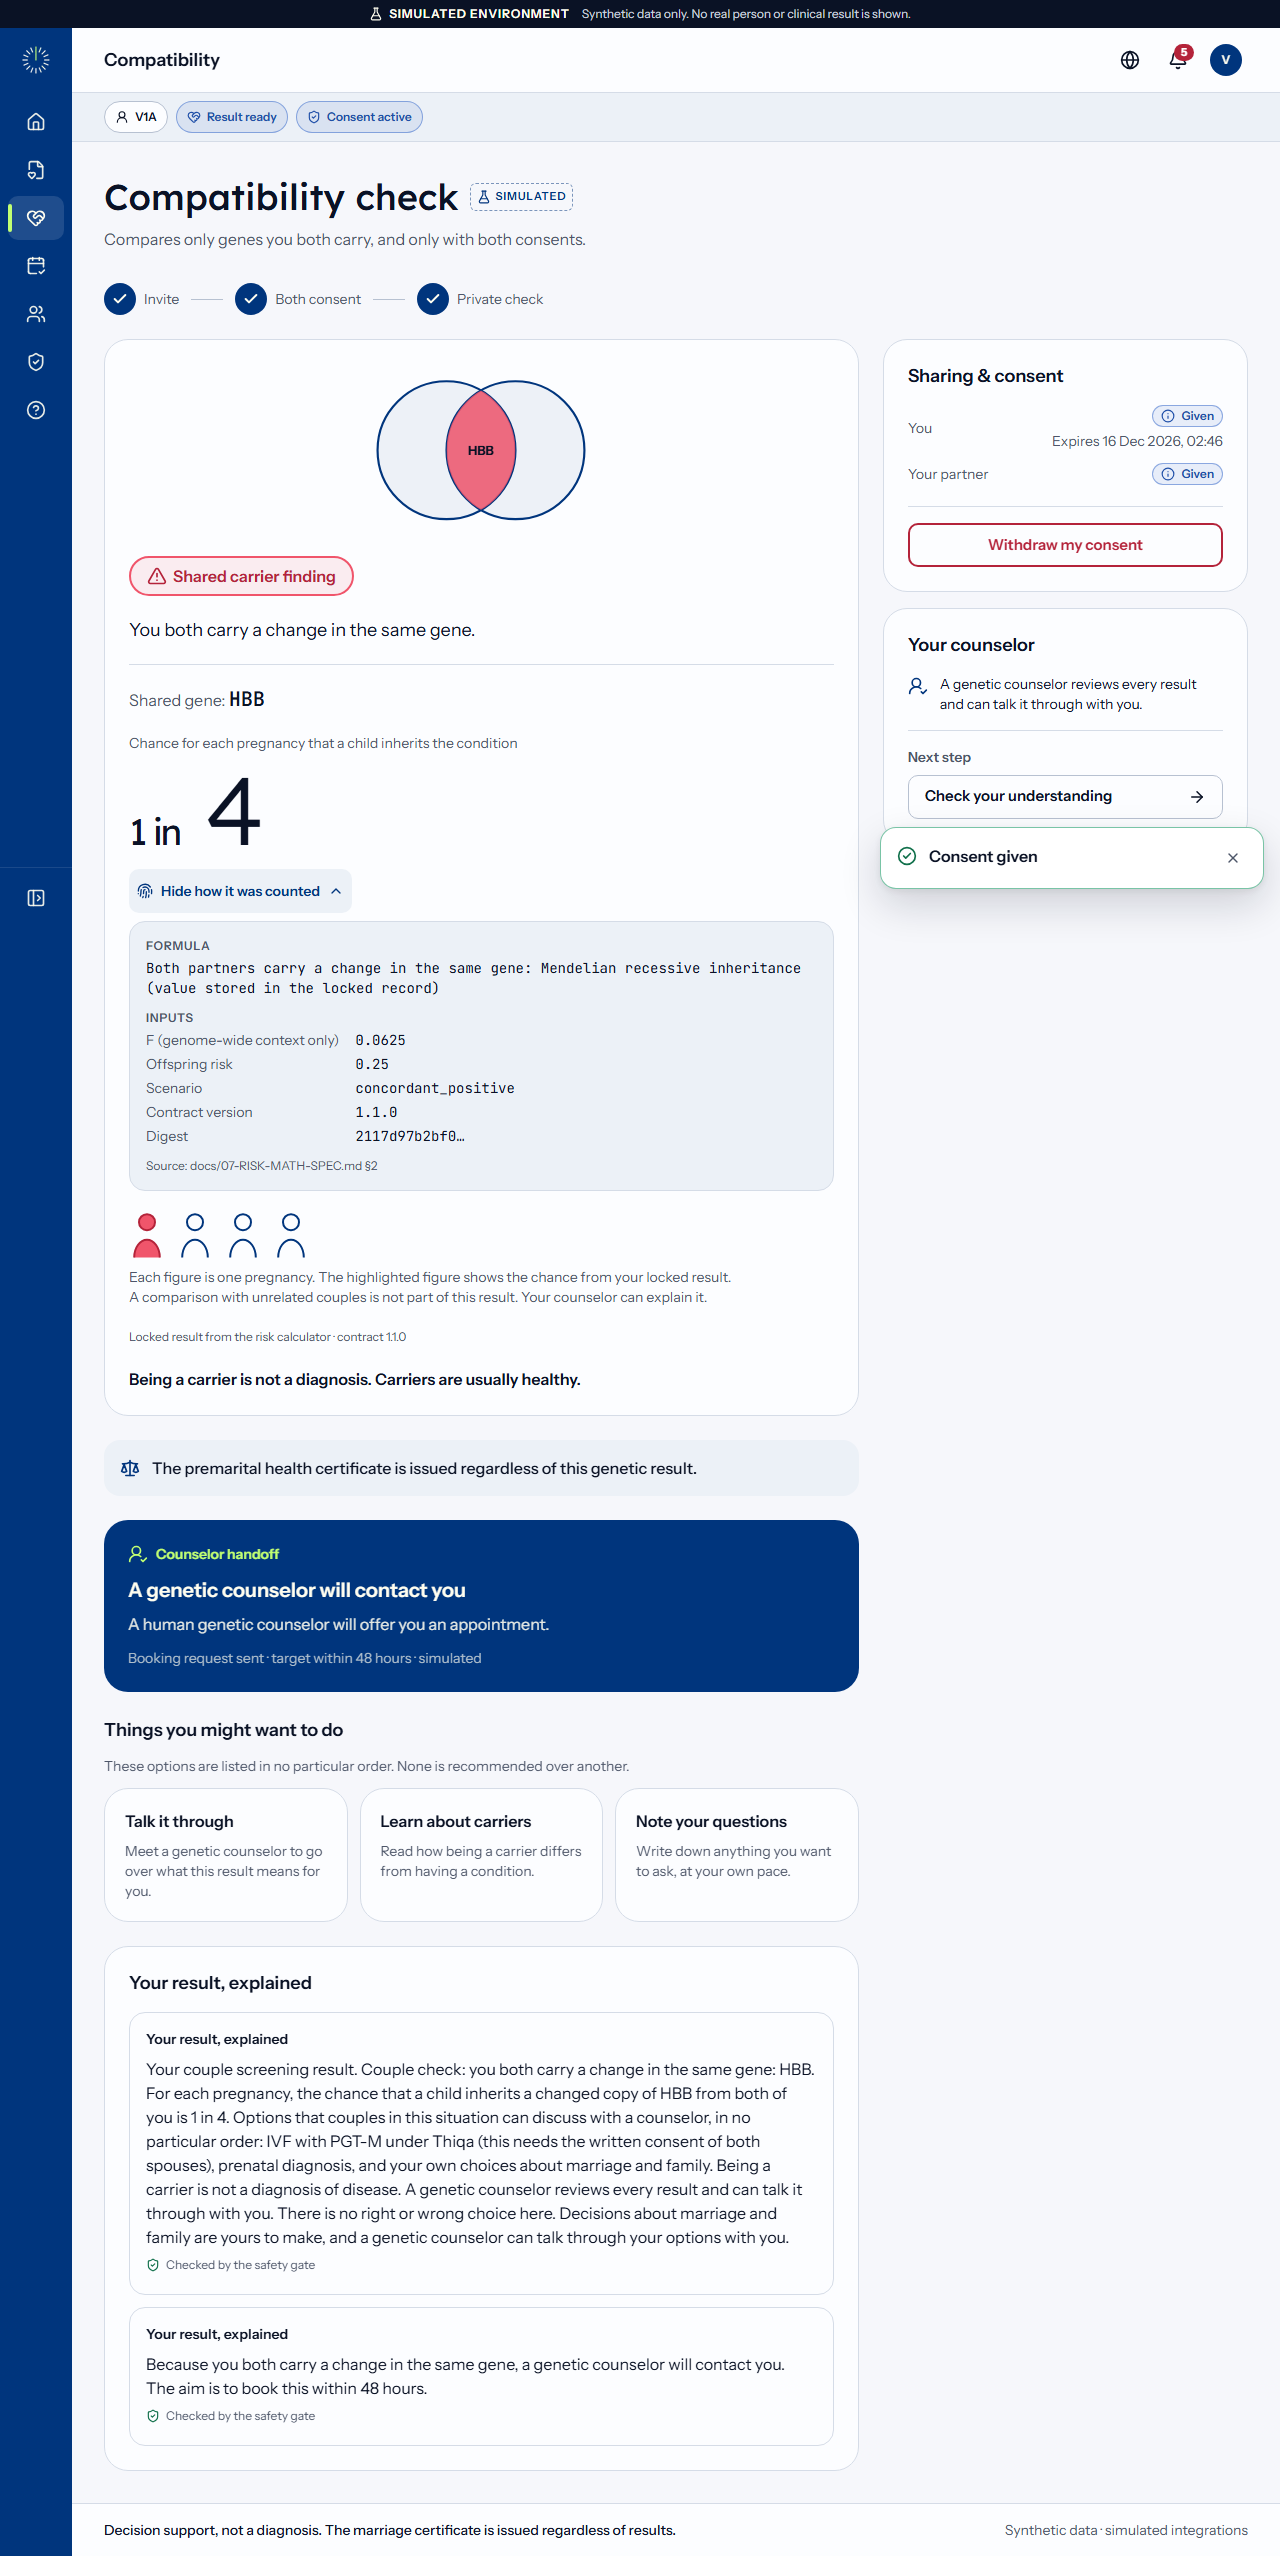 SIMULATED ENVIRONMENT Synthetic data only. No real person or clinical result is shown.
Compatibility
5
V
V1A
Result ready
Consent active
Compatibility check
SIMULATED
Compares only genes you both carry, and only with both consents.
Invite
Both consent
Private check
HBB
Shared carrier finding
You both carry a change in the same gene.
Shared gene: HBB
Chance for each pregnancy that a child inherits the condition
1 in 4
Hide how it was counted
FORMULA
Both partners carry a change in the same gene: Mendelian recessive inheritance
(value stored in the locked record)
INPUTS
F (genome-wide context only) 0.0625
Offspring risk 0.25
Scenario concordant_positive
Contract version 1.1.0
Digest 2117d97b2bf0…
Source: docs/07-RISK-MATH-SPEC.md §2
Each figure is one pregnancy. The highlighted figure shows the chance from your locked result.
A comparison with unrelated couples is not part of this result. Your counselor can explain it.
Locked result from the risk calculator · contract 1.1.0
Being a carrier is not a diagnosis. Carriers are usually healthy.
Sharing & consent
You
Given
Expires 16 Dec 2026, 02:46
Your partner
Given
Withdraw my consent
Your counselor
A genetic counselor reviews every result
and can talk it through with you.
Next step
Check your understanding
Consent given
The premarital health certificate is issued regardless of this genetic result.
Counselor handoff
A genetic counselor will contact you
A human genetic counselor will offer you an appointment.
Booking request sent · target within 48 hours · simulated
Things you might want to do
These options are listed in no particular order. None is recommended over another.
Talk it through
Meet a genetic counselor to go
over what this result means for
you.
Learn about carriers
Read how being a carrier differs
from having a condition.
Note your questions
Write down anything you want
to ask, at your own pace.
Your result, explained
Your result, explained
Your couple screening result. Couple check: you both carry a change in the same gene: HBB.
For each pregnancy, the chance that a child inherits a changed copy of HBB from both of
you is 1 in 4. Options that couples in this situation can discuss with a counselor, in no
particular order: IVF with PGT-M under Thiqa (this needs the written consent of both
spouses), prenatal diagnosis, and your own choices about marriage and family. Being a
carrier is not a diagnosis of disease. A genetic counselor reviews every result and can talk it
through with you. There is no right or wrong choice here. Decisions about marriage and
family are yours to make, and a genetic counselor can talk through your options with you.
Checked by the safety gate
Your result, explained
Because you both carry a change in the same gene, a genetic counselor will contact you.
The aim is to book this within 48 hours.
Checked by the safety gate
Decision support, not a diagnosis. The marriage certificate is issued regardless of results.
Synthetic data · simulated integrations